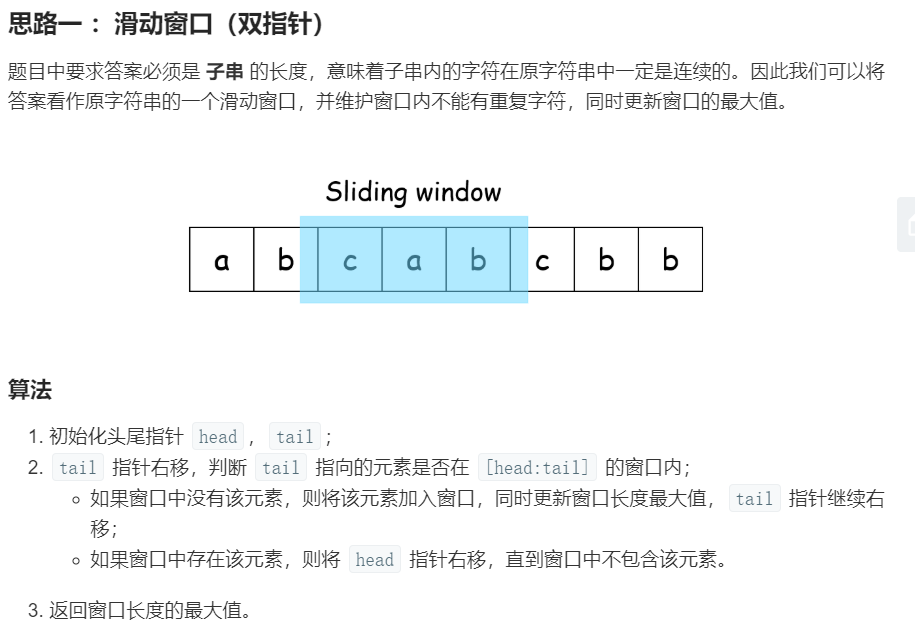 思路一 ：滑动窗口（双指针）
题目中要求答案必须是 子串 的长度，意味着子串内的字符在原字符串中一定是连续的。因此我们可以将
答案看作原字符串的一个滑动窗口，并维护窗口内不能有重复字符，同时更新窗口的最大值。
Sliding window
a b c a b c b b
算法
1. 初始化头尾指针 head ， tail ；
2. tail 指针右移，判断 tail 指向的元素是否在 [head:tail] 的窗口内；
如果窗口中没有该元素，则将该元素加入窗口，同时更新窗口长度最大值， tail 指针继续右
移；
如果窗口中存在该元素，则将 head 指针右移，直到窗口中不包含该元素。
3. 返回窗口长度的最大值。